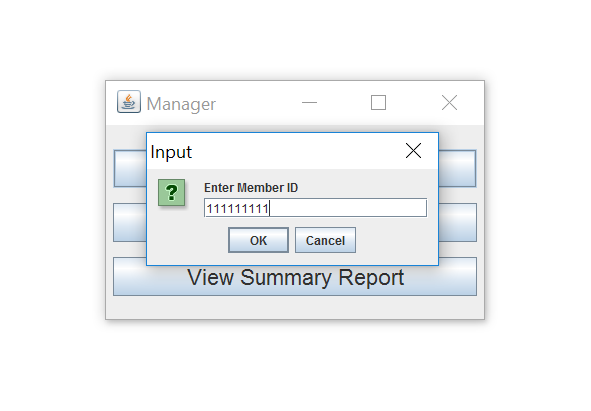 Manager
Input
?
Enter Member ID
111111111
OK Cancel
View Summary Report